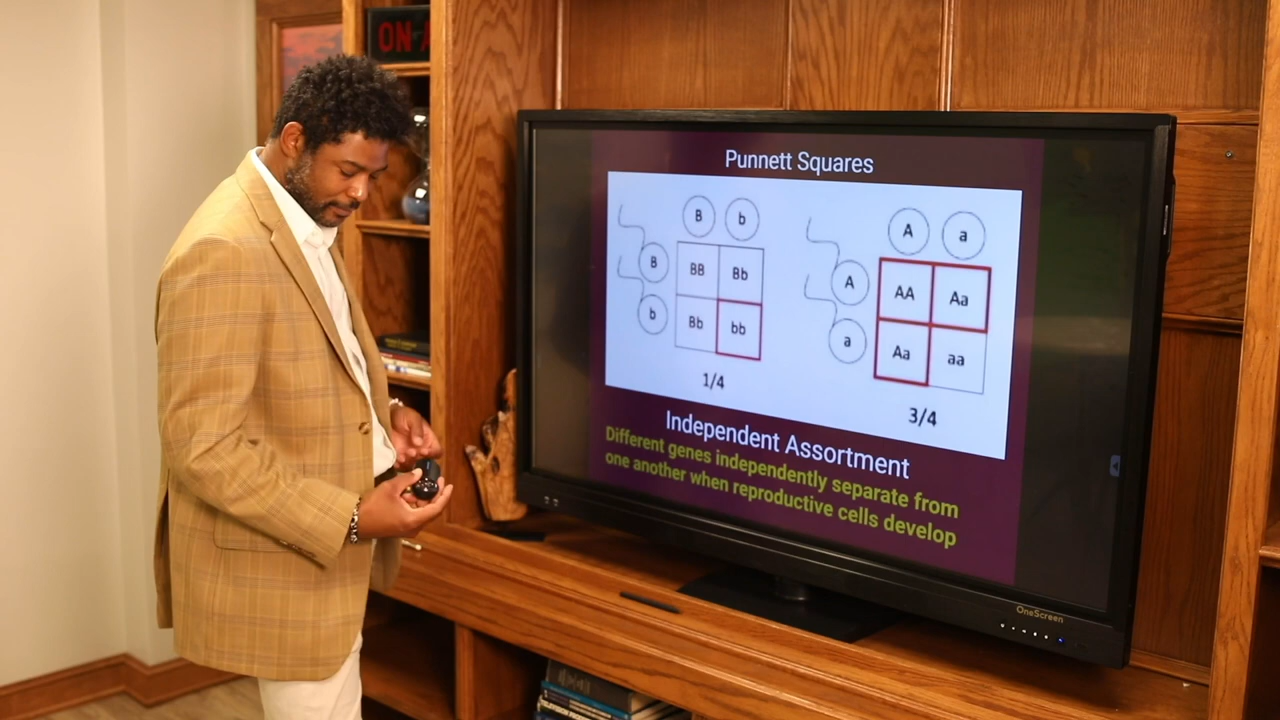 ON A
Punnett Squares
B b
A a
B BB Bb
A AA Aa
b Bb bb
a Aa aa
1/4
3/4
Independent Assortment
Different genes independently separate from
one another when reproductive cells develop
OneScreen